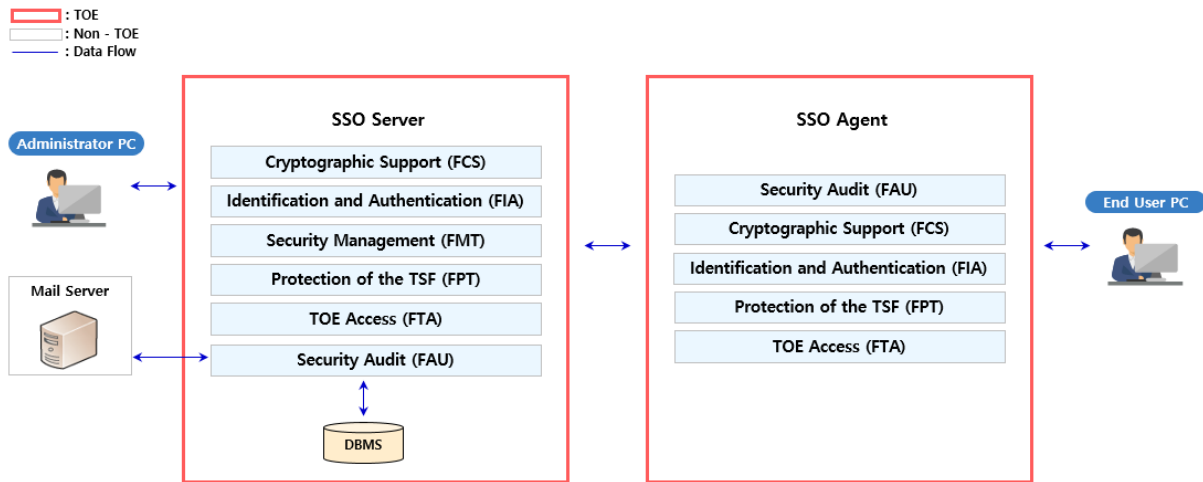 : TOE
: Non - TOE
: Data Flow
SSO Server
SSO Agent
Administrator PC
Cryptographic Support (FCS)
Identification and Authentication (FIA)
Security Management (FMT)
Protection of the TSF (FPT)
TOE Access (FTA)
Security Audit (FAU)
Mail Server
DBMS
Security Audit (FAU)
Cryptographic Support (FCS)
Identification and Authentication (FIA)
Protection of the TSF (FPT)
TOE Access (FTA)
End User PC